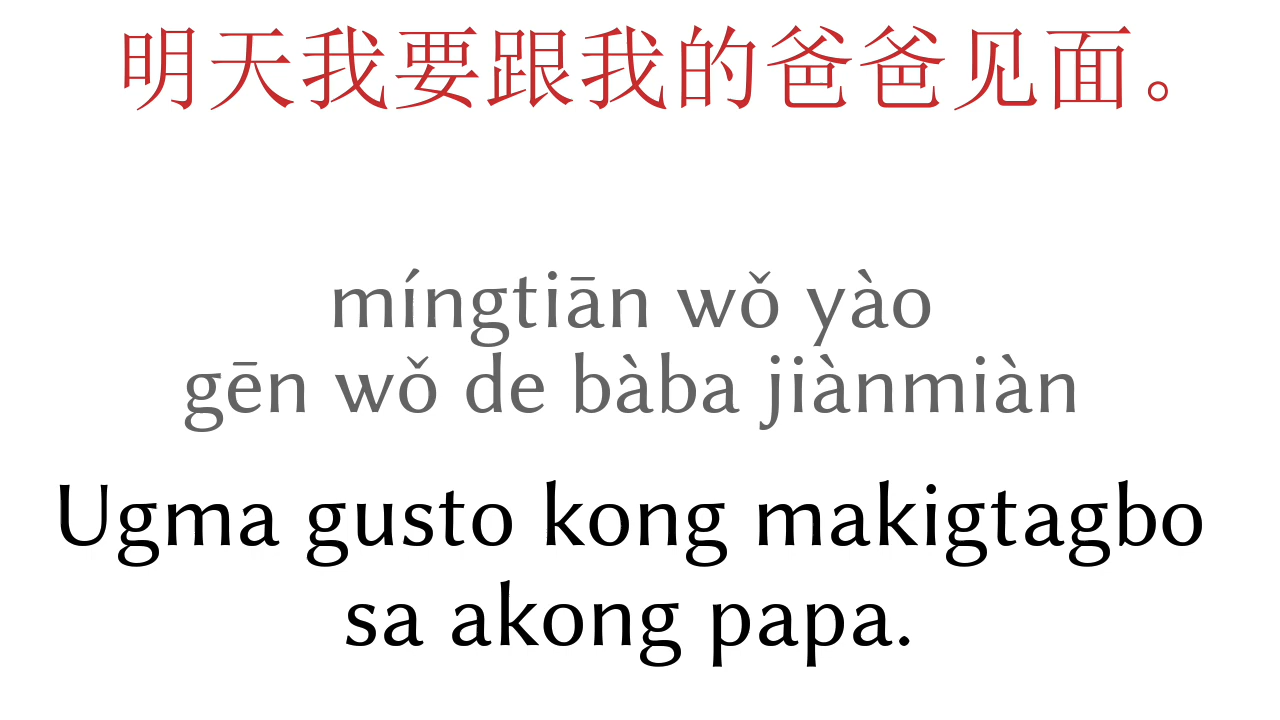 明天我要跟我的爸爸见面。
míngtiān wǒ yào
gēn wǒ de bàba jiànmiàn
Ugma gusto kong makigtagbo
sa akong papa.